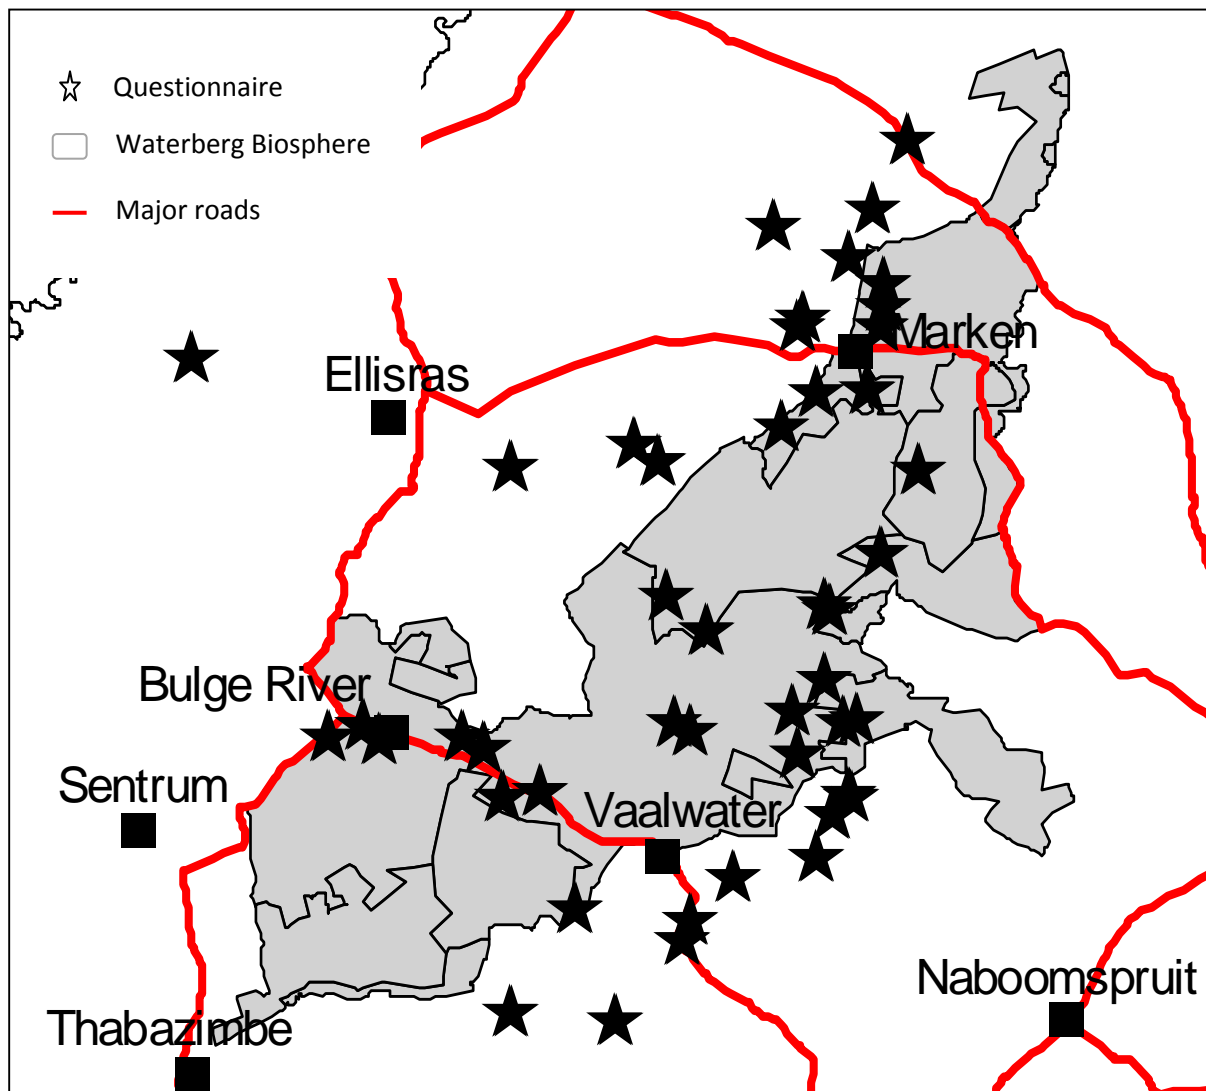 Questionnaire
Waterberg Biosphere
Major roads
Marken
Ellisras
Bulge River
Sentrum
Vaalwater
Naboomspruit
Thabazimbe